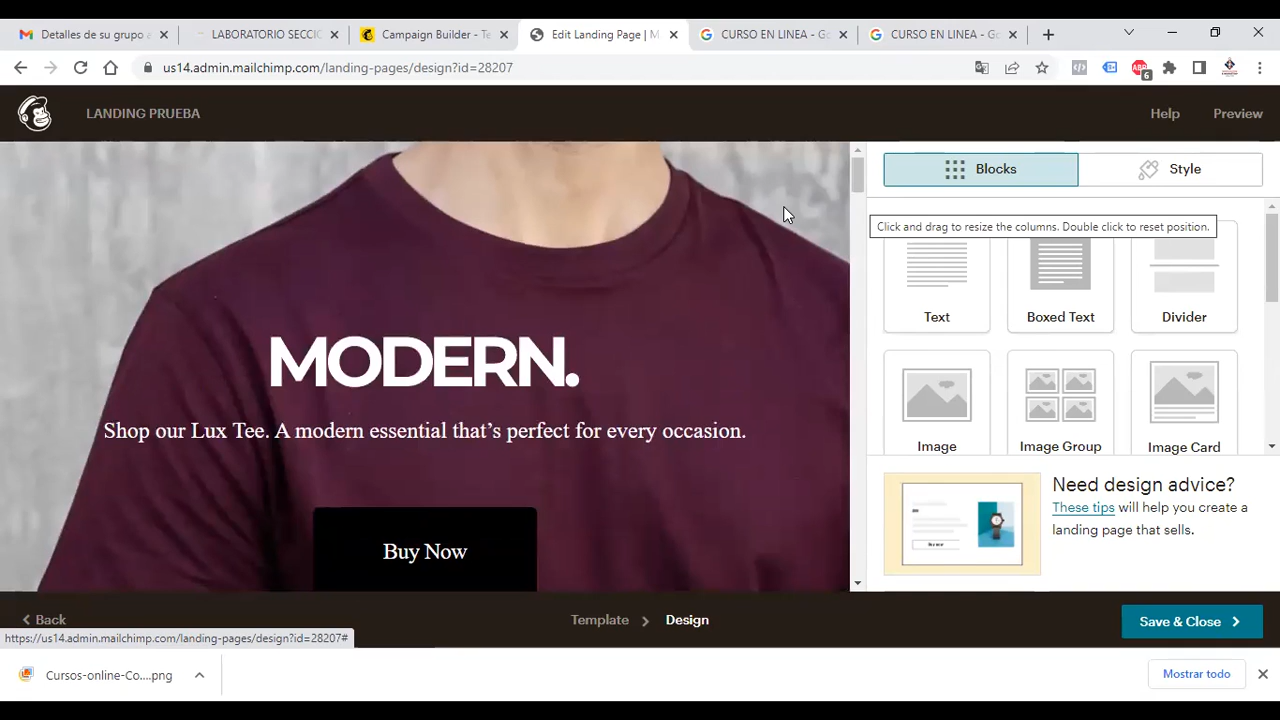 Detalles de su grupo a
LABORATORIO SECCI
Campaign Builder - Te
Edit Landing Page | M
CURSO EN LINEA - Go
CURSO EN LINEA - Go
us14.admin.mailchimp.com/landing-pages/design?id=28207
ABP
6
LANDING PRUEBA
Help
Preview
Blocks
Style
Click and drag to resize the columns. Double click to reset position.
Text
Boxed Text
Divider
MODERN.
Shop our Lux Tee. A modern essential that’s perfect for every occasion.
Image
Image Group
Image Card
Buy Now
Need design advice?
These tips will help you create a
landing page that sells.
Back
Template
Design
Save & Close
https://us14.admin.mailchimp.com/landing-pages/design?id=28207#
Cursos-online-Co....png
Mostrar todo